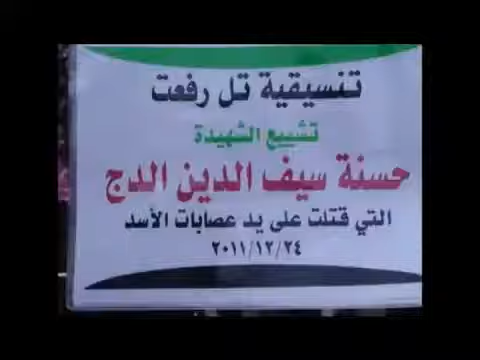 تنسيقية تل رفعت
تشييع الشهيدة
حسنة سيف الدين الدج
التي قتلت على يد عصابات الأسد
٢٠١١/١٢/٢٤